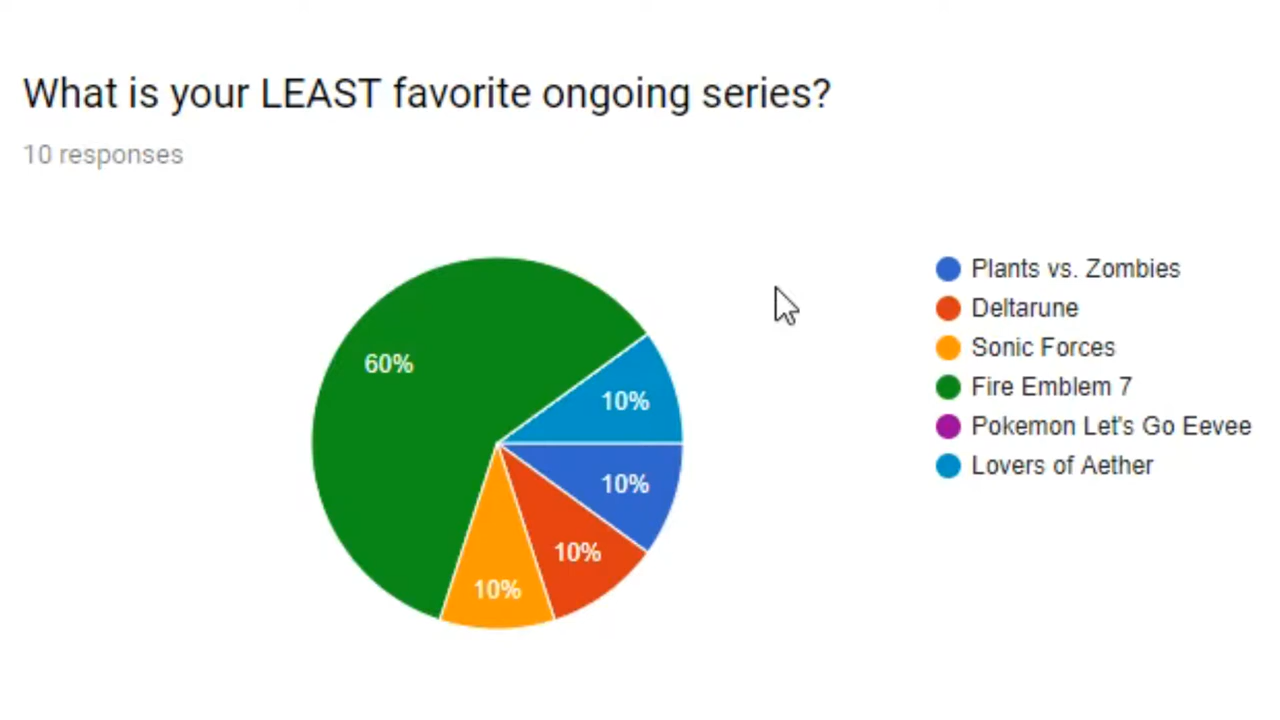 What is your LEAST favorite ongoing series?
10 responses
60%
10%
10%
10%
10%
Plants vs. Zombies
Deltarune
Sonic Forces
Fire Emblem 7
Pokemon Let's Go Eevee
Lovers of Aether